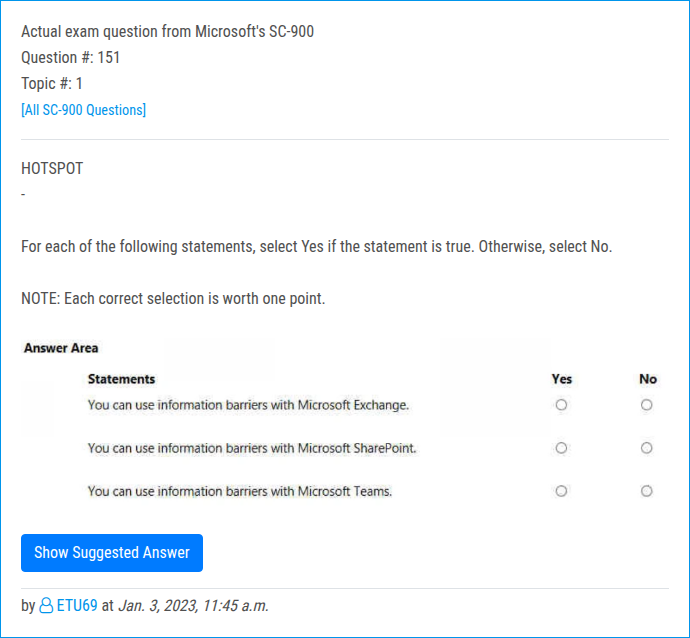 Actual exam question from Microsoft's SC-900
Question #: 151
Topic #: 1
[All SC-900 Questions]
HOTSPOT
-
For each of the following statements, select Yes if the statement is true. Otherwise, select No.
NOTE: Each correct selection is worth one point.
Answer Area
Statements Yes No
You can use information barriers with Microsoft Exchange.
You can use information barriers with Microsoft SharePoint.
You can use information barriers with Microsoft Teams.
Show Suggested Answer
by ETU69 at Jan. 3, 2023, 11:45 a.m.